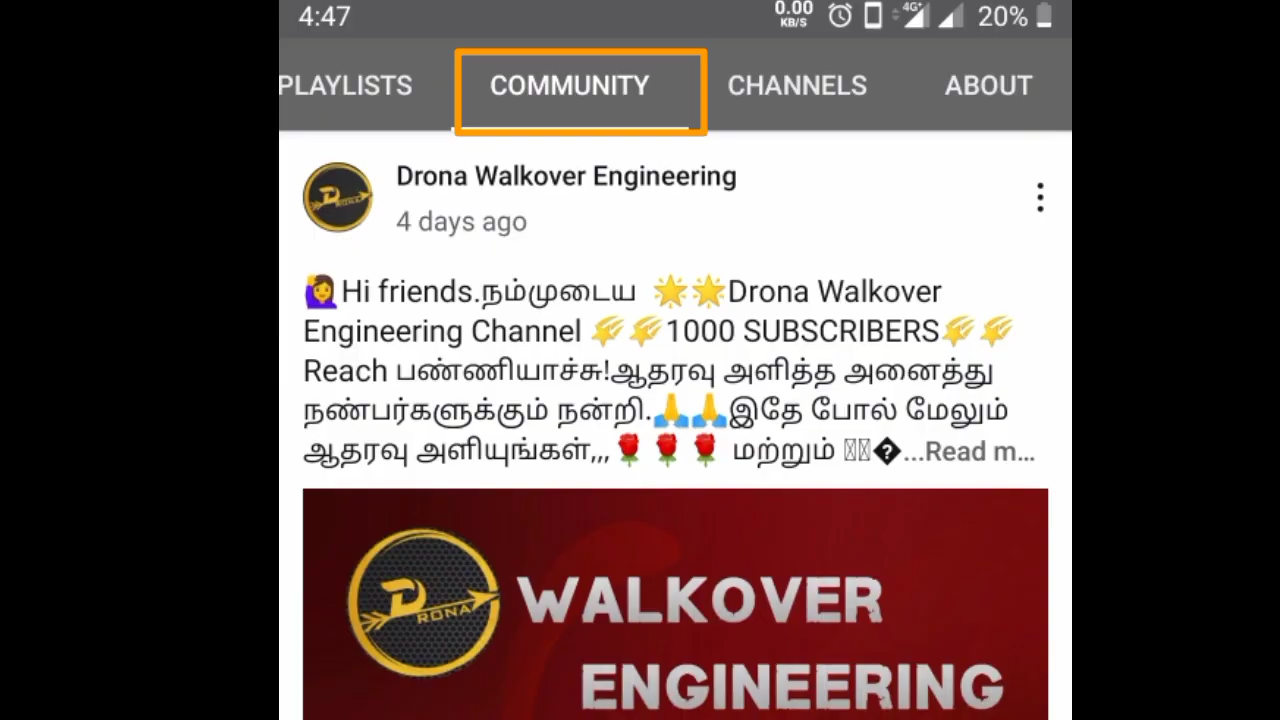 4:47 0.00 KB/S 4G+ 20%
PLAYLISTS COMMUNITY CHANNELS ABOUT
Drona Walkover Engineering
4 days ago
🙋‍♀️Hi friends.நம்முடைய 🌟🌟Drona Walkover
Engineering Channel 🌠🌠1000 SUBSCRIBERS🌠🌠
Reach பண்ணியாச்சு!ஆதரவு அளித்த அனைத்து
நண்பர்களுக்கும் நன்றி.🙏🙏இதே போல் மேலும்
ஆதரவு அளியுங்கள்,,,🌹🌹🌹 மற்றும் �...Read m...
D RONA WALKOVER
ENGINEERING